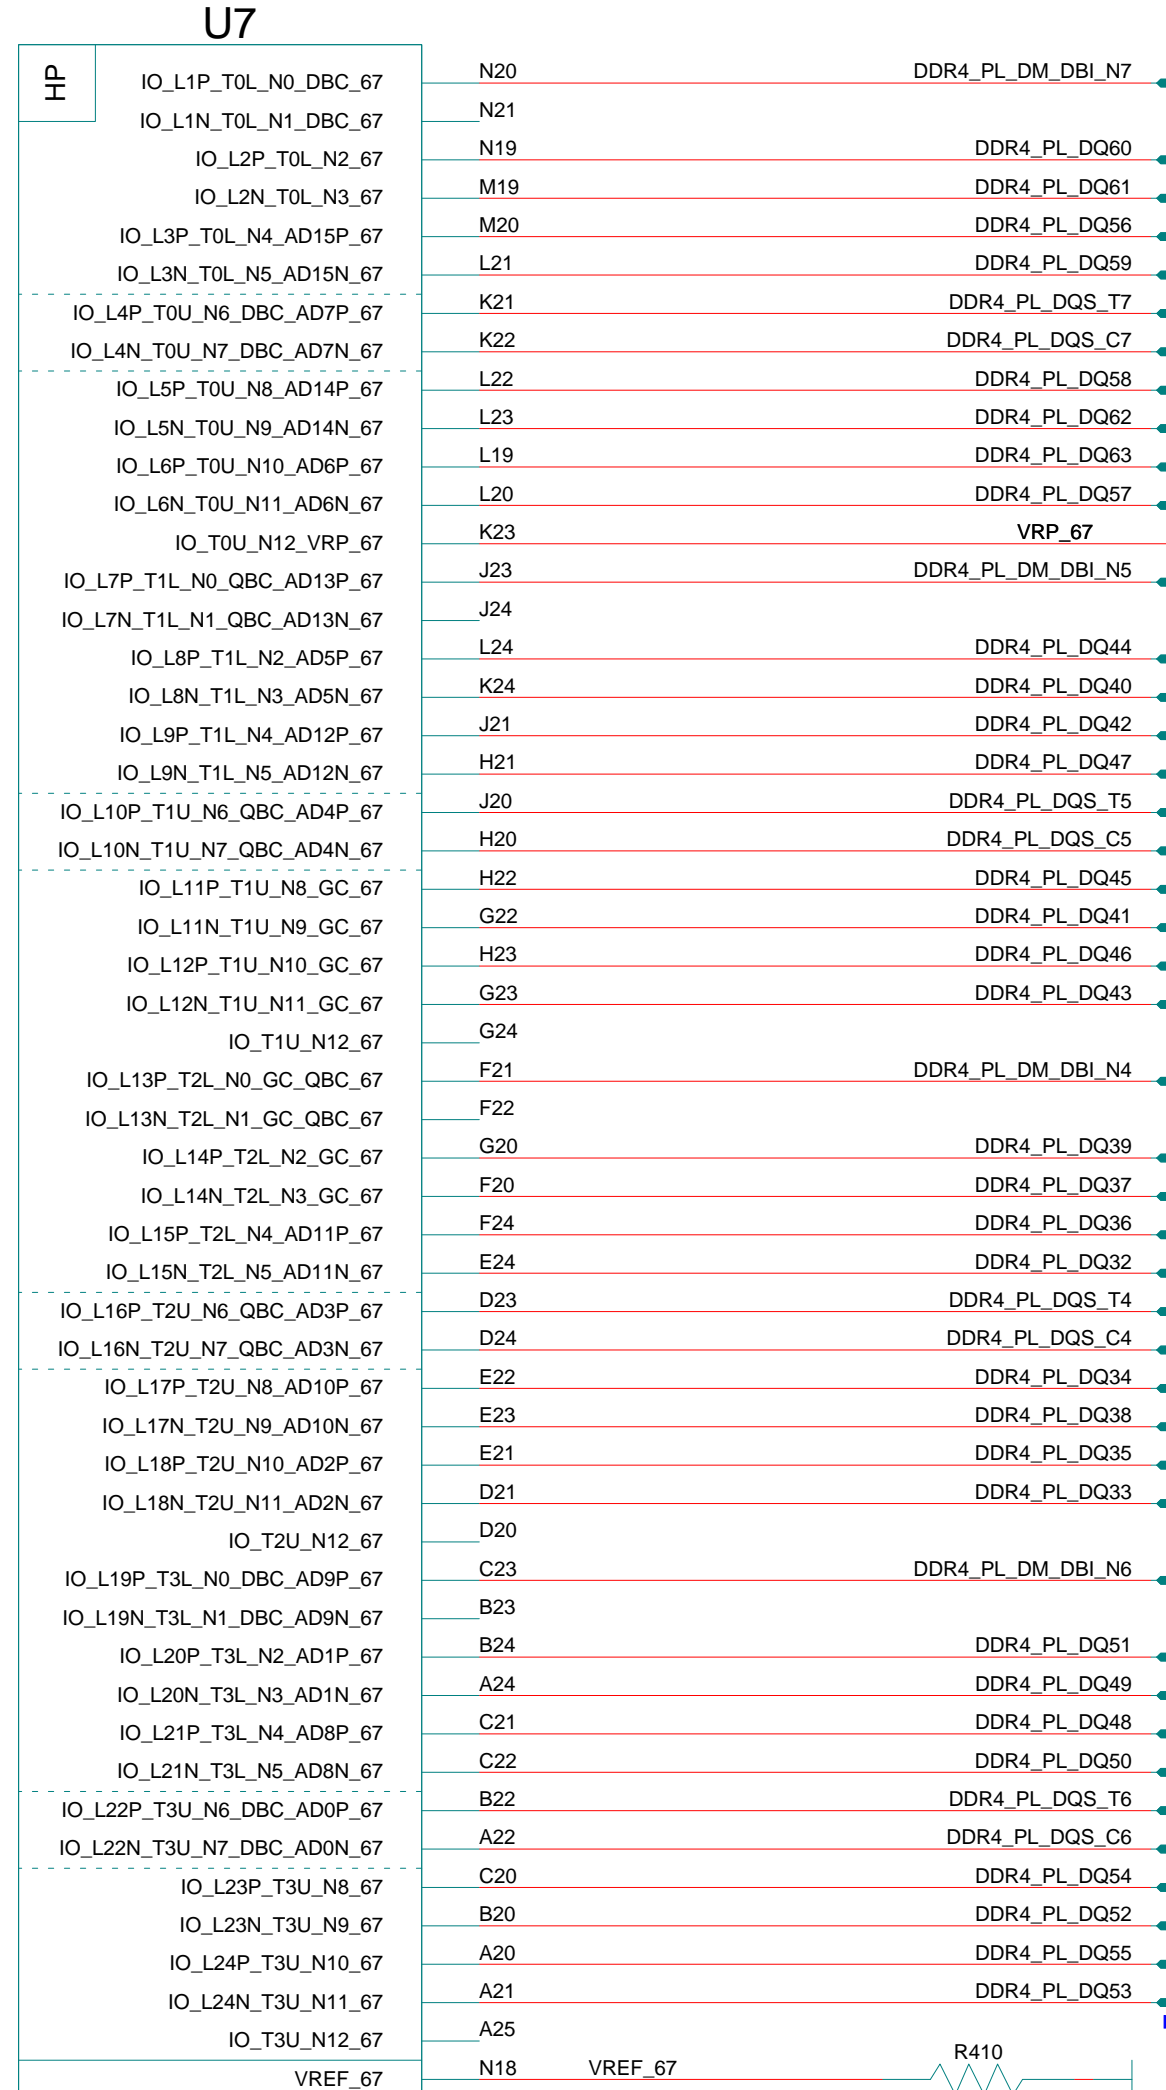 U7
HP
IO_L1P_T0L_N0_DBC_67 N20 DDR4_PL_DM_DBI_N7
IO_L1N_T0L_N1_DBC_67 N21
IO_L2P_T0L_N2_67 N19 DDR4_PL_DQ60
IO_L2N_T0L_N3_67 M19 DDR4_PL_DQ61
IO_L3P_T0L_N4_AD15P_67 M20 DDR4_PL_DQ56
IO_L3N_T0L_N5_AD15N_67 L21 DDR4_PL_DQ59
IO_L4P_T0U_N6_DBC_AD7P_67 K21 DDR4_PL_DQS_T7
IO_L4N_T0U_N7_DBC_AD7N_67 K22 DDR4_PL_DQS_C7
IO_L5P_T0U_N8_AD14P_67 L22 DDR4_PL_DQ58
IO_L5N_T0U_N9_AD14N_67 L23 DDR4_PL_DQ62
IO_L6P_T0U_N10_AD6P_67 L19 DDR4_PL_DQ63
IO_L6N_T0U_N11_AD6N_67 L20 DDR4_PL_DQ57
IO_T0U_N12_VRP_67 K23 VRP_67
IO_L7P_T1L_N0_QBC_AD13P_67 J23 DDR4_PL_DM_DBI_N5
IO_L7N_T1L_N1_QBC_AD13N_67 J24
IO_L8P_T1L_N2_AD5P_67 L24 DDR4_PL_DQ44
IO_L8N_T1L_N3_AD5N_67 K24 DDR4_PL_DQ40
IO_L9P_T1L_N4_AD12P_67 J21 DDR4_PL_DQ42
IO_L9N_T1L_N5_AD12N_67 H21 DDR4_PL_DQ47
IO_L10P_T1U_N6_QBC_AD4P_67 J20 DDR4_PL_DQS_T5
IO_L10N_T1U_N7_QBC_AD4N_67 H20 DDR4_PL_DQS_C5
IO_L11P_T1U_N8_GC_67 H22 DDR4_PL_DQ45
IO_L11N_T1U_N9_GC_67 G22 DDR4_PL_DQ41
IO_L12P_T1U_N10_GC_67 H23 DDR4_PL_DQ46
IO_L12N_T1U_N11_GC_67 G23 DDR4_PL_DQ43
IO_T1U_N12_67 G24
IO_L13P_T2L_N0_GC_QBC_67 F21 DDR4_PL_DM_DBI_N4
IO_L13N_T2L_N1_GC_QBC_67 F22
IO_L14P_T2L_N2_GC_67 G20 DDR4_PL_DQ39
IO_L14N_T2L_N3_GC_67 F20 DDR4_PL_DQ37
IO_L15P_T2L_N4_AD11P_67 F24 DDR4_PL_DQ36
IO_L15N_T2L_N5_AD11N_67 E24 DDR4_PL_DQ32
IO_L16P_T2U_N6_QBC_AD3P_67 D23 DDR4_PL_DQS_T4
IO_L16N_T2U_N7_QBC_AD3N_67 D24 DDR4_PL_DQS_C4
IO_L17P_T2U_N8_AD10P_67 E22 DDR4_PL_DQ34
IO_L17N_T2U_N9_AD10N_67 E23 DDR4_PL_DQ38
IO_L18P_T2U_N10_AD2P_67 E21 DDR4_PL_DQ35
IO_L18N_T2U_N11_AD2N_67 D21 DDR4_PL_DQ33
IO_T2U_N12_67 D20
IO_L19P_T3L_N0_DBC_AD9P_67 C23 DDR4_PL_DM_DBI_N6
IO_L19N_T3L_N1_DBC_AD9N_67 B23
IO_L20P_T3L_N2_AD1P_67 B24 DDR4_PL_DQ51
IO_L20N_T3L_N3_AD1N_67 A24 DDR4_PL_DQ49
IO_L21P_T3L_N4_AD8P_67 C21 DDR4_PL_DQ48
IO_L21N_T3L_N5_AD8N_67 C22 DDR4_PL_DQ50
IO_L22P_T3U_N6_DBC_AD0P_67 B22 DDR4_PL_DQS_T6
IO_L22N_T3U_N7_DBC_AD0N_67 A22 DDR4_PL_DQS_C6
IO_L23P_T3U_N8_67 C20 DDR4_PL_DQ54
IO_L23N_T3U_N9_67 B20 DDR4_PL_DQ52
IO_L24P_T3U_N10_67 A20 DDR4_PL_DQ55
IO_L24N_T3U_N11_67 A21 DDR4_PL_DQ53
IO_T3U_N12_67 A25
VREF_67 N18 VREF_67 R410